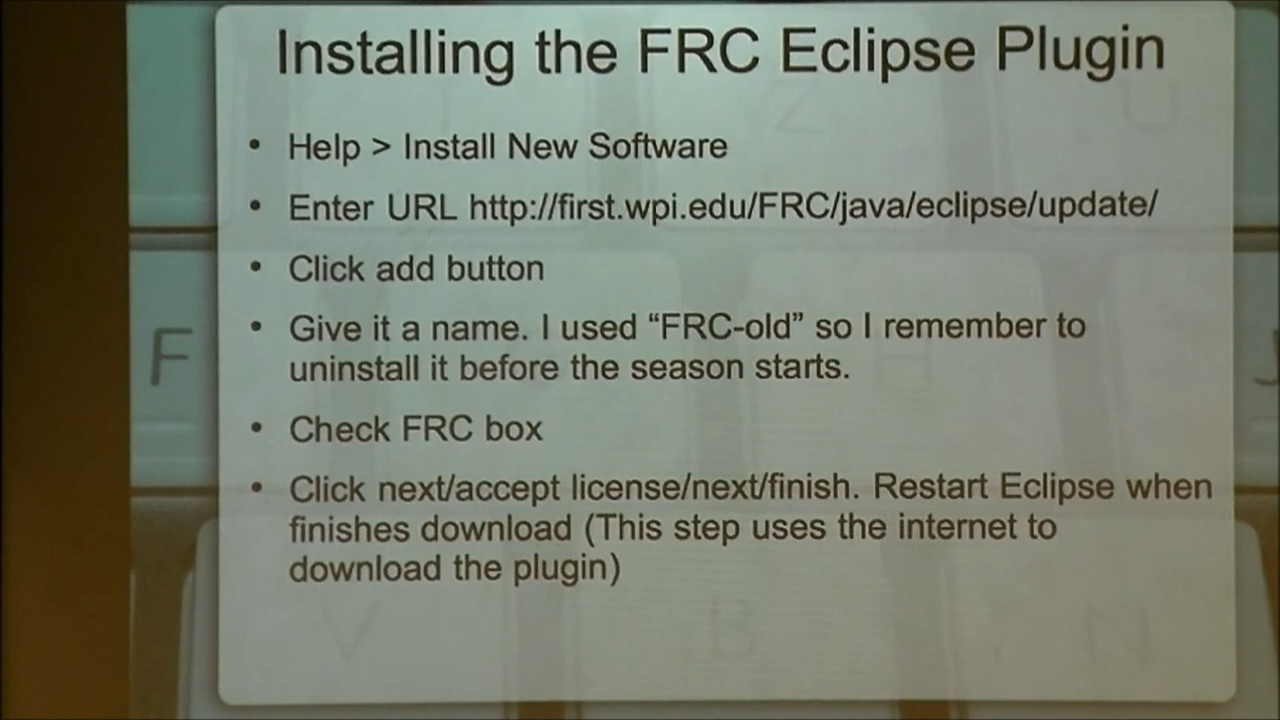 Installing the FRC Eclipse Plugin
• Help > Install New Software
• Enter URL http://first.wpi.edu/FRC/java/eclipse/update/
• Click add button
• Give it a name. I used “FRC-old” so I remember to
uninstall it before the season starts.
• Check FRC box
• Click next/accept license/next/finish. Restart Eclipse when
finishes download (This step uses the internet to
download the plugin)
Z
U
F
H
J
V
B
N